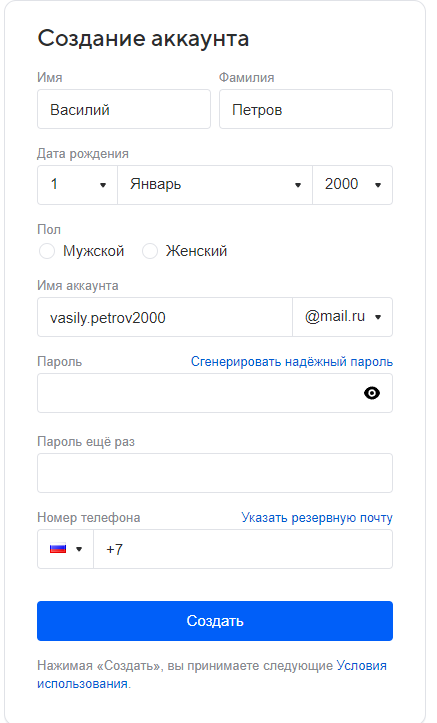 Создание аккаунта
Имя Фамилия
Василий Петров
Дата рождения
1 Январь 2000
Пол
Мужской Женский
Имя аккаунта
vasily.petrov2000 @mail.ru
Пароль Сгенерировать надёжный пароль
Пароль ещё раз
Номер телефона Указать резервную почту
+7
Создать
Нажимая «Создать», вы принимаете следующие Условия
использования.